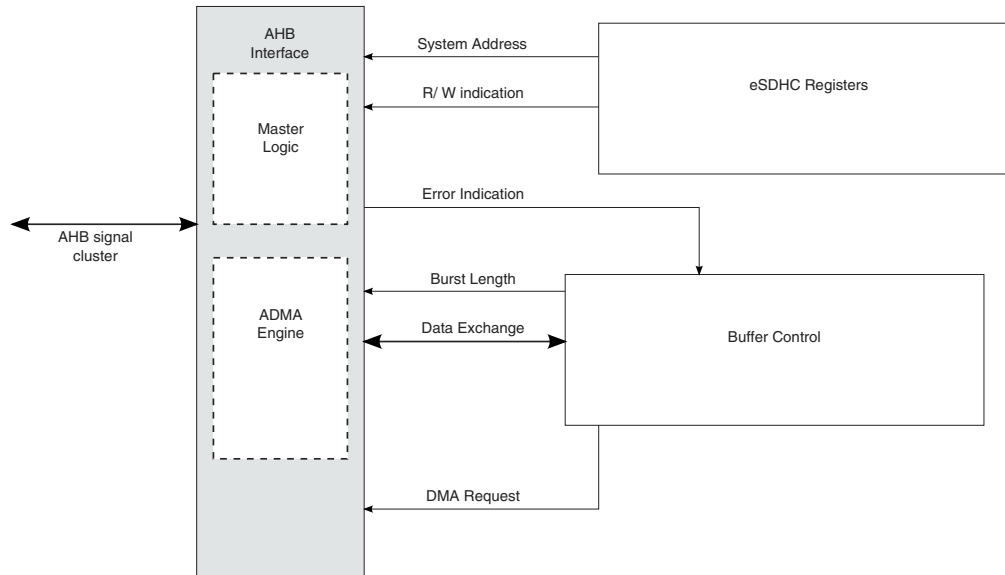 AHB
Interface
System Address
eSDHC Registers
R/ W indication
Master
Logic
Error Indication
AHB signal
cluster
Burst Length
ADMA
Engine
Data Exchange
Buffer Control
DMA Request